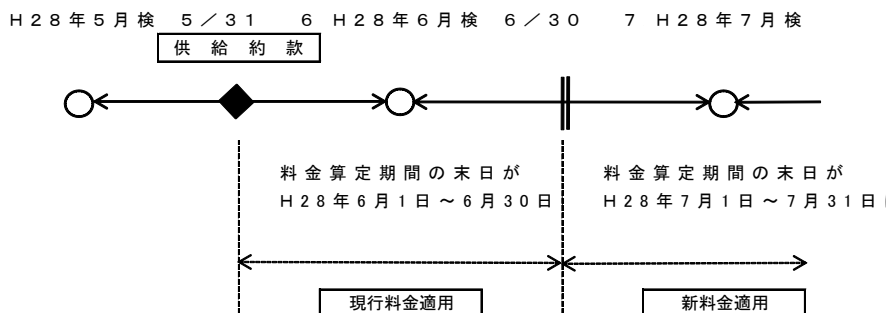 H28年5月検 5/31 6 H28年6月検 6/30 7 H28年7月検
供給約款
料金算定期間の末日が
H28年6月1日～6月30日
料金算定期間の末日が
H28年7月1日～7月31日
現行料金適用
新料金適用